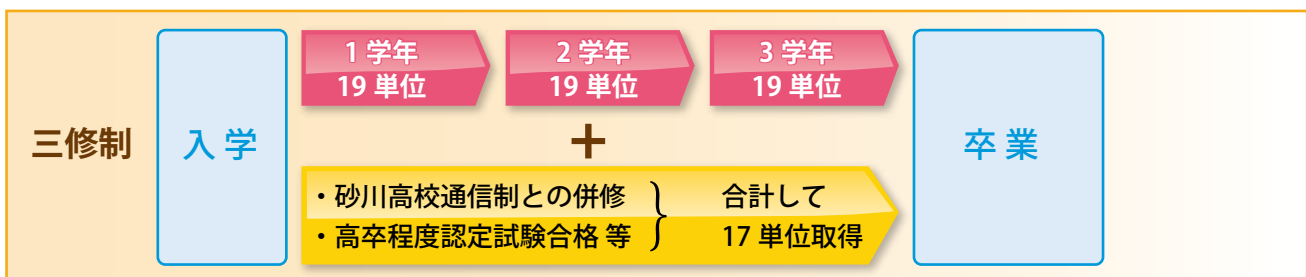 三修制
入 学
1 学年
19 単位
2 学年
19 単位
3 学年
19 単位
+
・砂川高校通信制との併修
・高卒程度認定試験合格 等
合計して
17 単位取得
卒 業